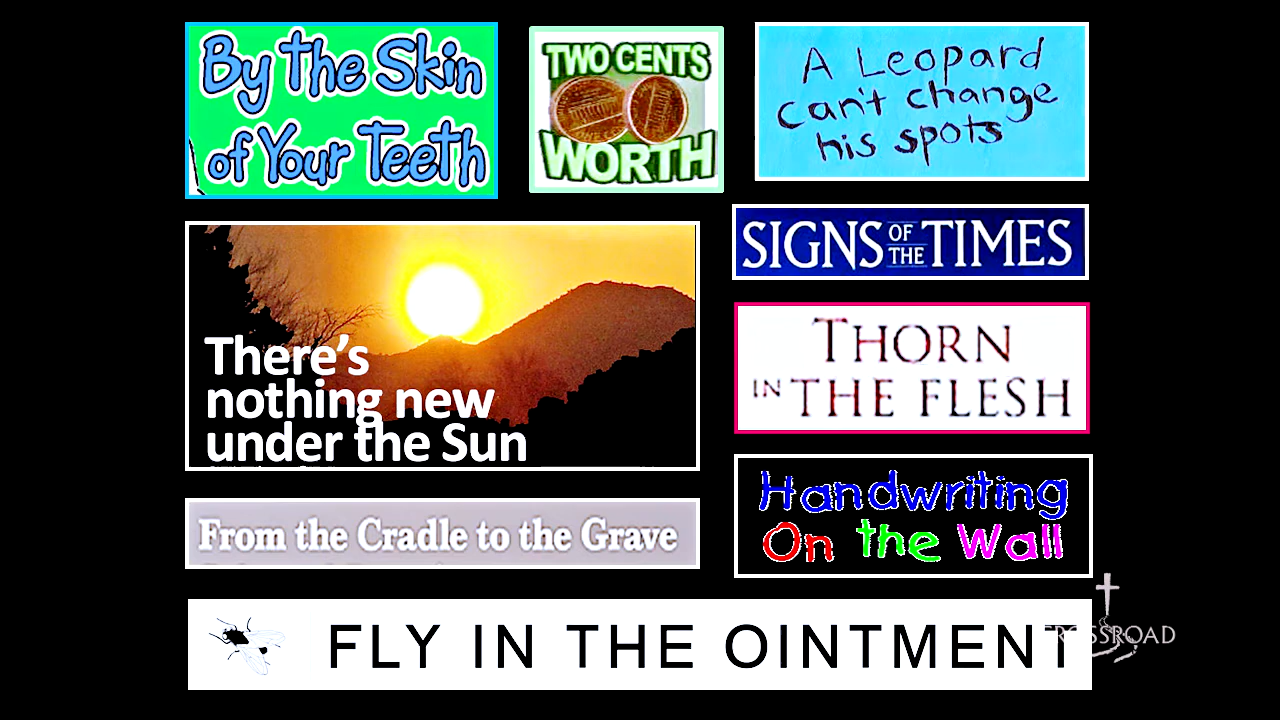 By the Skin
of Your Teeth
TWO CENTS
WORTH
A Leopard
can't change
his spots
SIGNS OF THE TIMES
There's
nothing new
under the Sun
THORN
IN THE FLESH
Handwriting
On the Wall
From the Cradle to the Grave
FLY IN THE OINTMENT
CROSSROAD